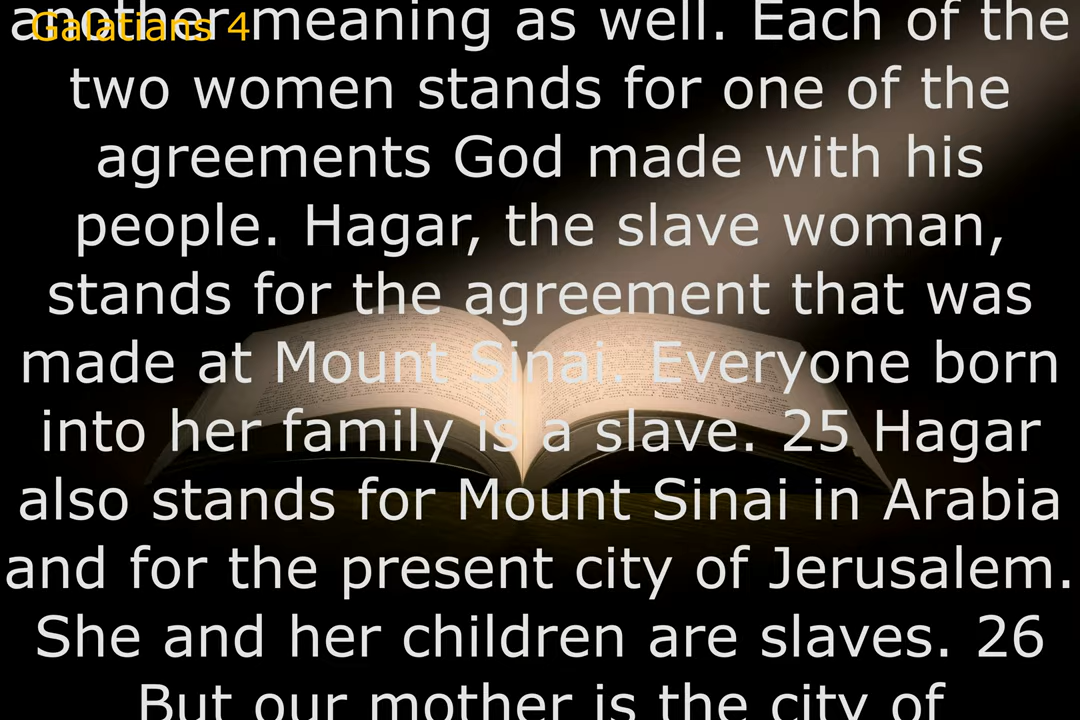 Galatians 4
another meaning as well. Each of the
two women stands for one of the
agreements God made with his
people. Hagar, the slave woman,
stands for the agreement that was
made at Mount Sinai. Everyone born
into her family is a slave. 25 Hagar
also stands for Mount Sinai in Arabia
and for the present city of Jerusalem.
She and her children are slaves. 26
But our mother is the city of